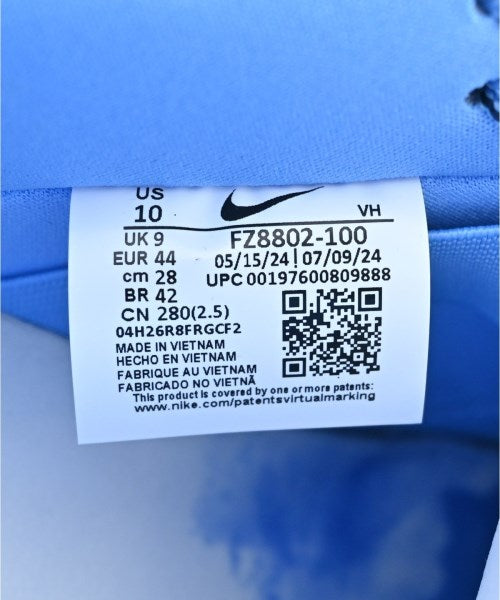 US
10
VH
UK 9
FZ8802-100
EUR 44
05/15/24 | 07/09/24
cm 28
UPC 00197600809888
BR 42
CN 280(2.5)
04H26R8FRGCF2
MADE IN VIETNAM
HECHO EN VIETNAM
FABRIQUE AU VIETNAM
FABRICADO NO VIETNÃ
This product is covered by one or more patents:
www.nike.com/patentsvirtualmarking